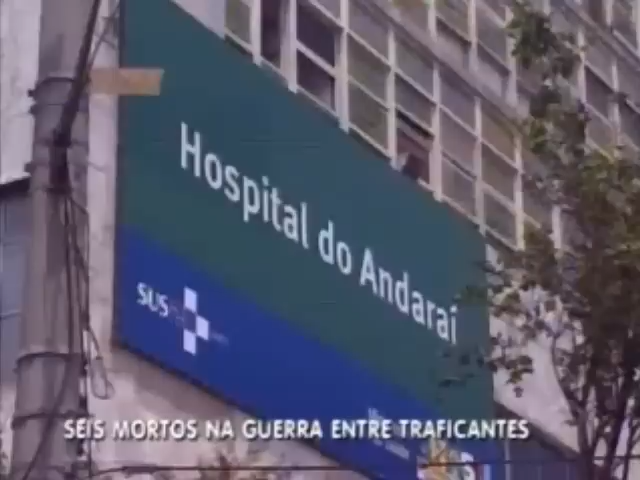 Hospital do Andaraí
SUS
SEIS MORTOS NA GUERRA ENTRE TRAFICANTES